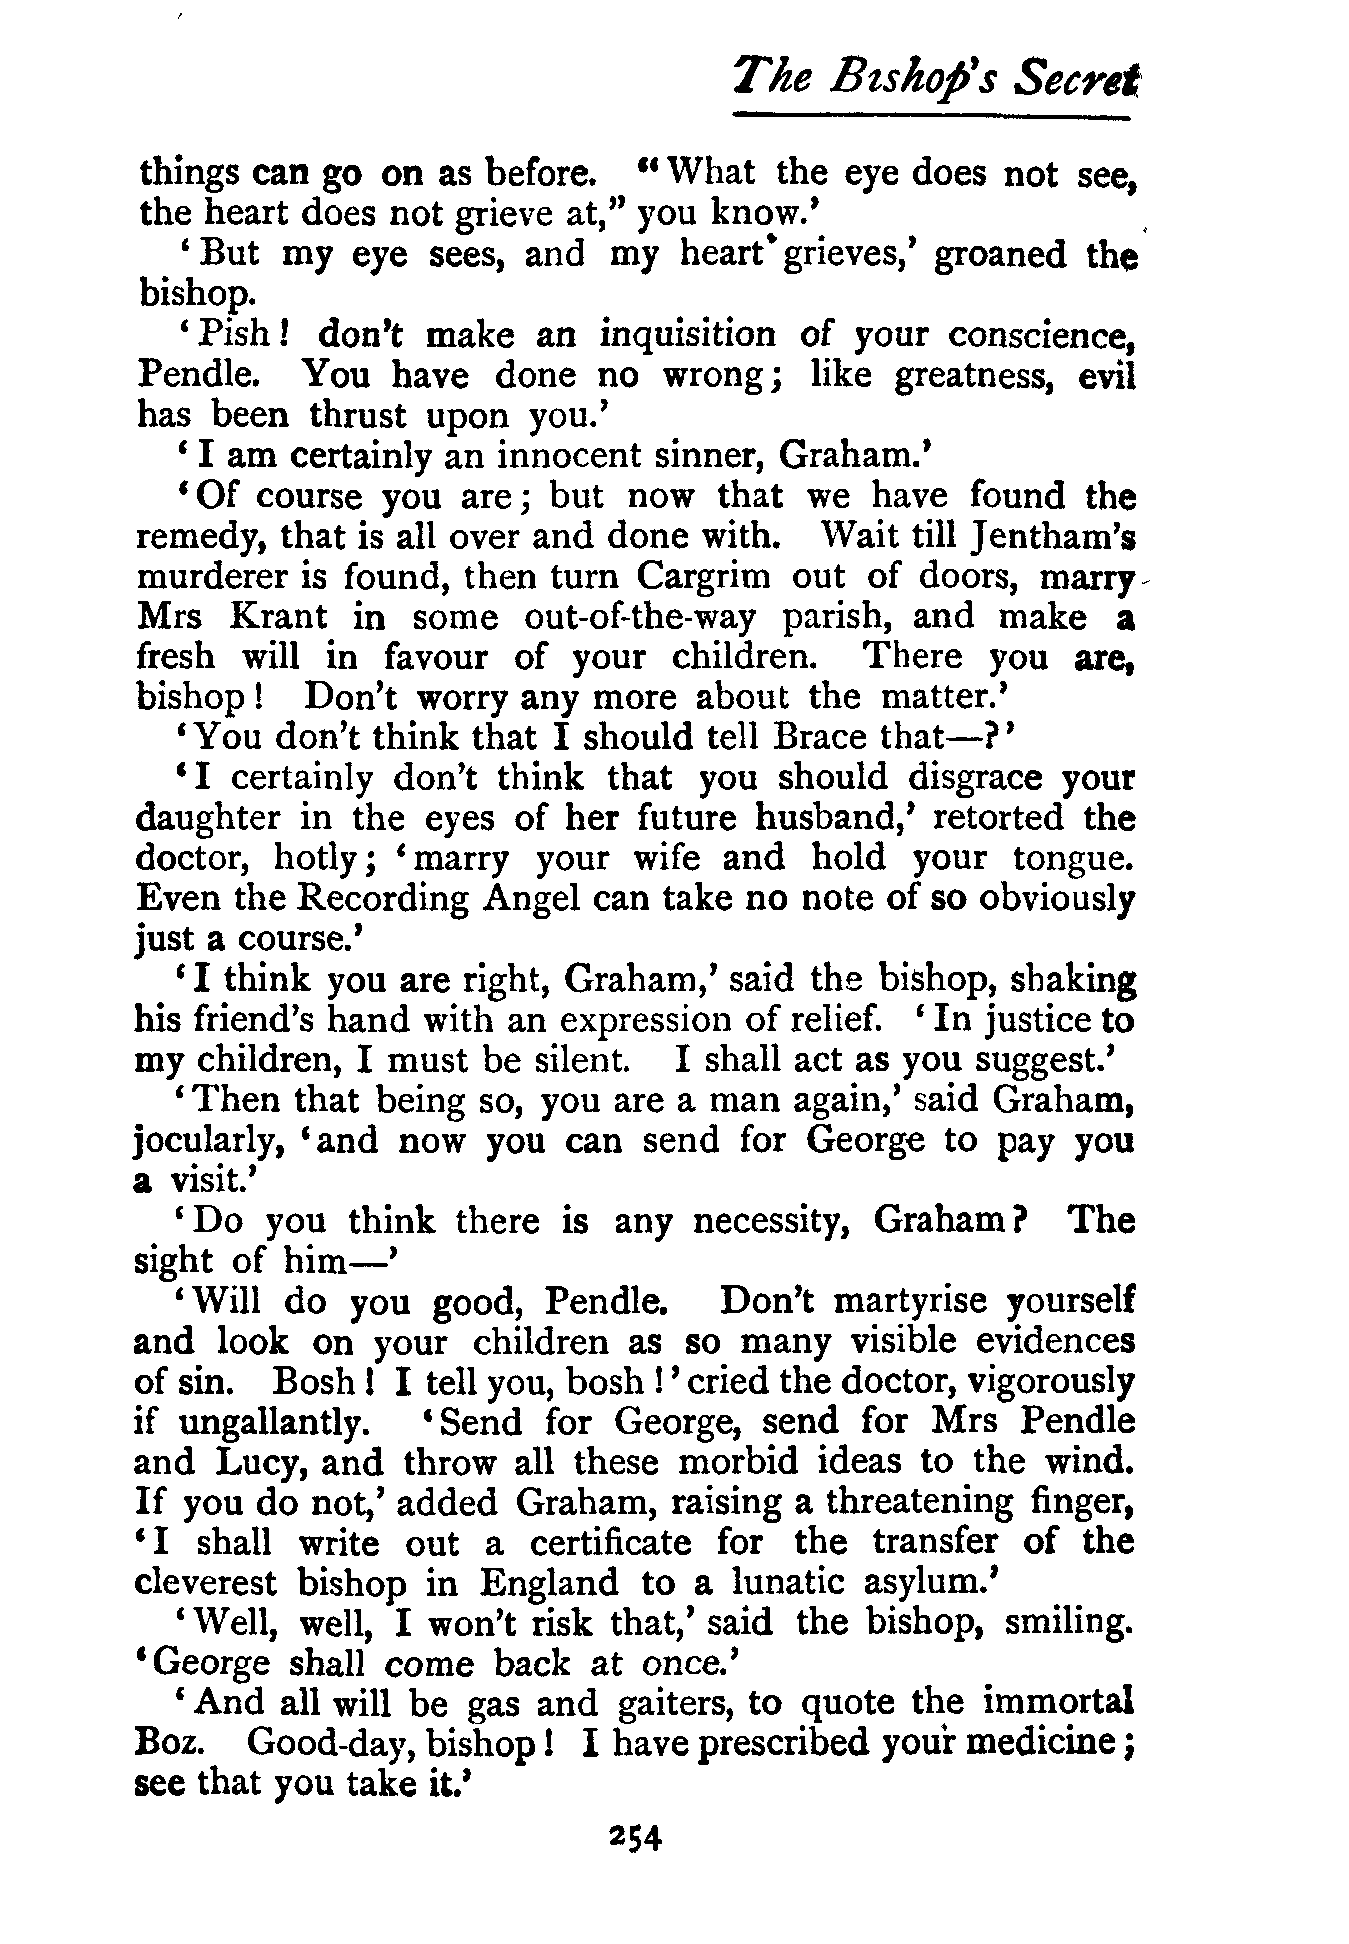 The Bishop's Secret
things can go on as before. "What the eye does not see,
the heart does not grieve at," you know.'
'But my eye sees, and my heart grieves,' groaned the
bishop.
'Pish! don't make an inquisition of your conscience,
Pendle. You have done no wrong; like greatness, evil
has been thrust upon you.'
'I am certainly an innocent sinner, Graham.'
'Of course you are; but now that we have found the
remedy, that is all over and done with. Wait till Jentham's
murderer is found, then turn Cargrim out of doors, marry
Mrs Krant in some out-of-the-way parish, and make a
fresh will in favour of your children. There you are,
bishop! Don't worry any more about the matter.'
'You don't think that I should tell Brace that—?'
'I certainly don't think that you should disgrace your
daughter in the eyes of her future husband,' retorted the
doctor, hotly; 'marry your wife and hold your tongue.
Even the Recording Angel can take no note of so obviously
just a course.'
'I think you are right, Graham,' said the bishop, shaking
his friend's hand with an expression of relief. 'In justice to
my children, I must be silent. I shall act as you suggest.'
'Then that being so, you are a man again,' said Graham,
jocularly, 'and now you can send for George to pay you
a visit.'
'Do you think there is any necessity, Graham? The
sight of him—'
'Will do you good, Pendle. Don't martyrise yourself
and look on your children as so many visible evidences
of sin. Bosh! I tell you, bosh!' cried the doctor, vigorously
if ungallantly. 'Send for George, send for Mrs Pendle
and Lucy, and throw all these morbid ideas to the wind.
If you do not,' added Graham, raising a threatening finger,
'I shall write out a certificate for the transfer of the
cleverest bishop in England to a lunatic asylum.'
'Well, well, I won't risk that,' said the bishop, smiling.
'George shall come back at once.'
'And all will be gas and gaiters, to quote the immortal
Boz. Good-day, bishop! I have prescribed your medicine;
see that you take it.'
254